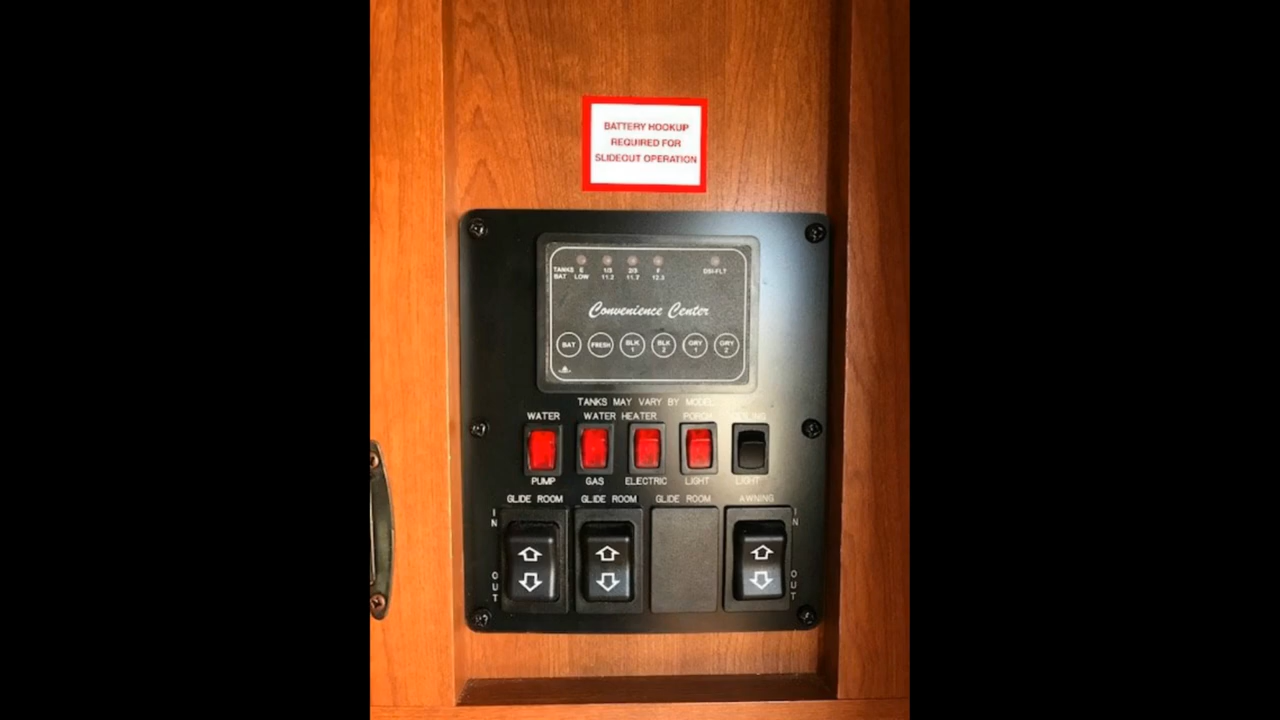 BATTERY HOOKUP
REQUIRED FOR
SLIDEOUT OPERATION
TANKS E 1/3 2/3 F
BAT LOW 11.2 11.7 12.3 DSI-FLT
Convenience Center
BAT FRESH BLK 1 BLK 2 GRY 1 GRY 2
TANKS MAY VARY BY MODEL
WATER WATER HEATER PORCH CEILING
PUMP GAS ELECTRIC LIGHT LIGHT
GLIDE ROOM GLIDE ROOM GLIDE ROOM AWNING
IN IN
OUT OUT